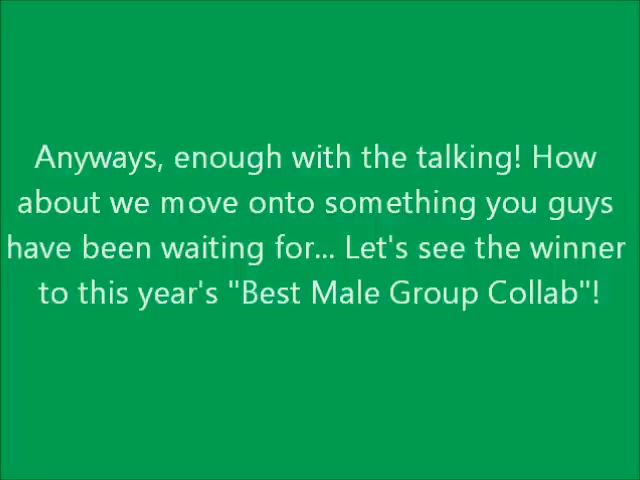 Anyways, enough with the talking! How
about we move onto something you guys
have been waiting for... Let's see the winner
to this year's "Best Male Group Collab"!